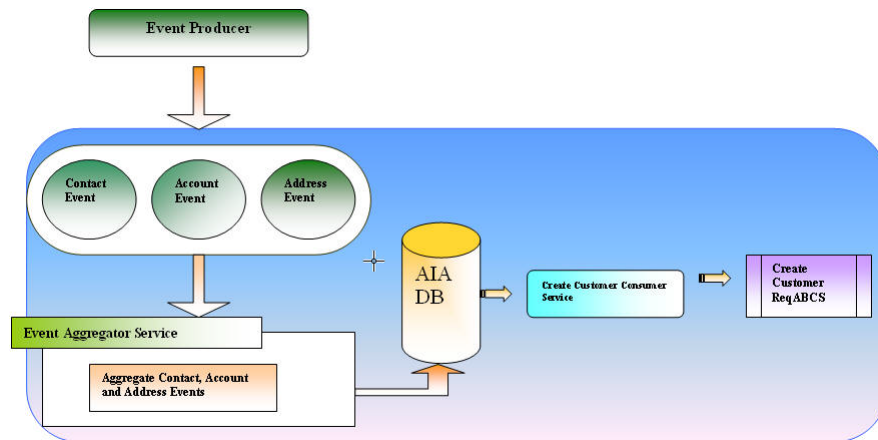 Event Producer
Contact
Event
Account
Event
Address
Event
AIA
DB
Create Customer Consumer
Service
Create
Customer
ReqABCS
Event Aggregator Service
Aggregate Contact, Account
and Address Events